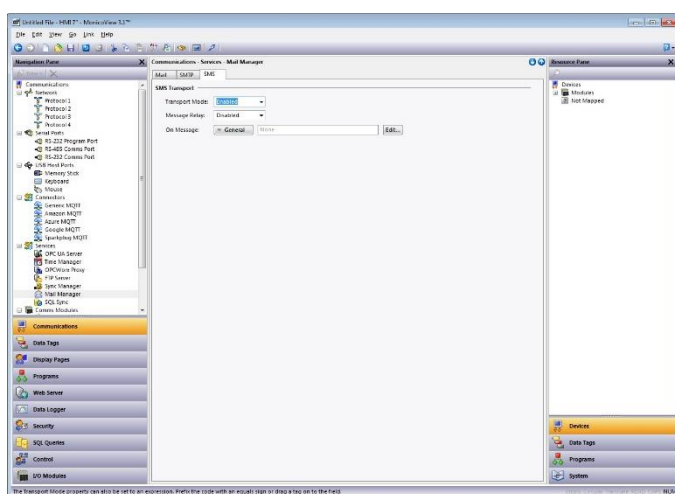 Untitled File - HMI 7" - MonicoView 3.1™
File Edit View Go Link Help
Navigation Pane
Communications
Network
Protocol 1
Protocol 2
Protocol 3
Protocol 4
Serial Ports
RS-232 Program Port
RS-485 Comms Port
RS-232 Comms Port
USB Host Ports
Memory Stick
Keyboard
Mouse
Connectors
Generic MQTT
Amazon MQTT
Azure MQTT
Google MQTT
Sparkplug MQTT
Services
OPC UA Server
Time Manager
OPCWorx Proxy
FTP Server
Sync Manager
Mail Manager
SQL Sync
Comms Modules
Communications
Data Tags
Display Pages
Programs
Web Server
Data Logger
Security
SQL Queries
Control
I/O Modules
Communications - Services - Mail Manager
Mail SMTP SMS
SMS Transport
Transport Mode: Enabled
Message Relay: Disabled
On Message: General None Edit...
Resource Pane
Devices
Modules
Not Mapped
Devices
Data Tags
Programs
System
The Transport Mode property can also be set to an expression. Prefix the code with an equals sign or drag a tag on to the field.
NUM